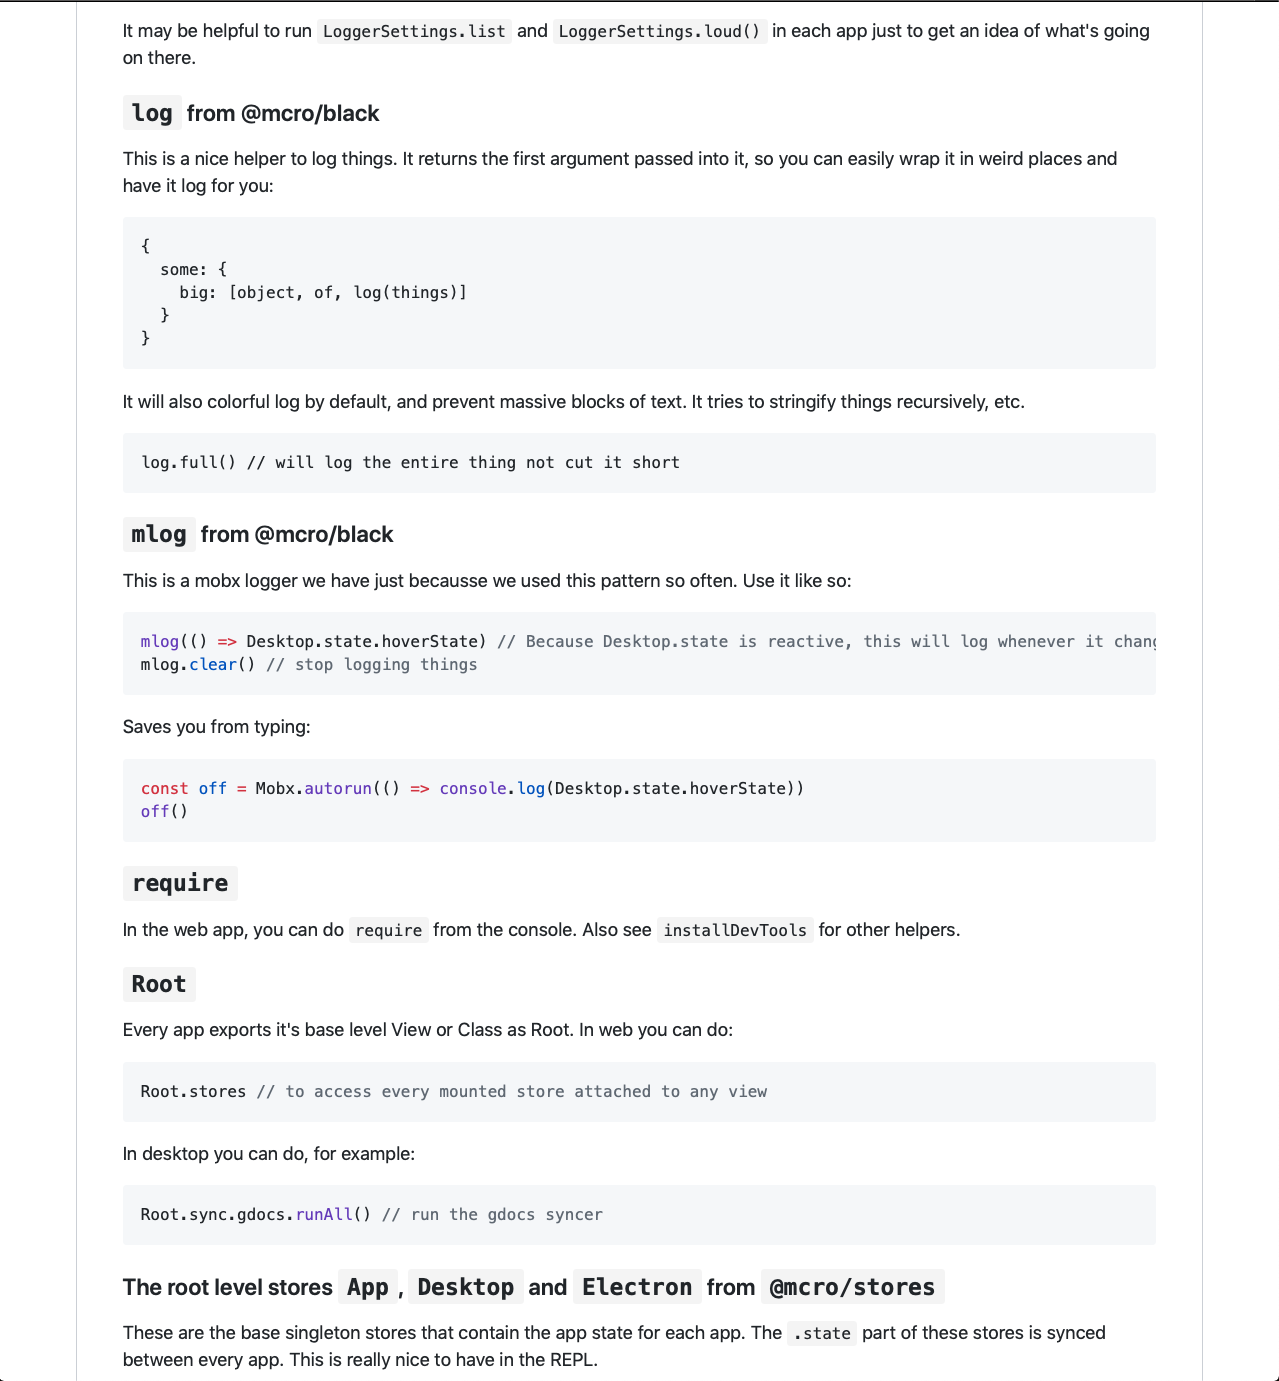 It may be helpful to run LoggerSettings.list and LoggerSettings.loud() in each app just to get an idea of what's going
on there.
log from @mcro/black
This is a nice helper to log things. It returns the first argument passed into it, so you can easily wrap it in weird places and
have it log for you:
{
  some: {
    big: [object, of, log(things)]
  }
}
It will also colorful log by default, and prevent massive blocks of text. It tries to stringify things recursively, etc.
log.full() // will log the entire thing not cut it short
mlog from @mcro/black
This is a mobx logger we have just becausse we used this pattern so often. Use it like so:
mlog(() => Desktop.state.hoverState) // Because Desktop.state is reactive, this will log whenever it chang
mlog.clear() // stop logging things
Saves you from typing:
const off = Mobx.autorun(() => console.log(Desktop.state.hoverState))
off()
require
In the web app, you can do require from the console. Also see installDevTools for other helpers.
Root
Every app exports it's base level View or Class as Root. In web you can do:
Root.stores // to access every mounted store attached to any view
In desktop you can do, for example:
Root.sync.gdocs.runAll() // run the gdocs syncer
The root level stores App , Desktop and Electron from @mcro/stores
These are the base singleton stores that contain the app state for each app. The .state part of these stores is synced
between every app. This is really nice to have in the REPL.